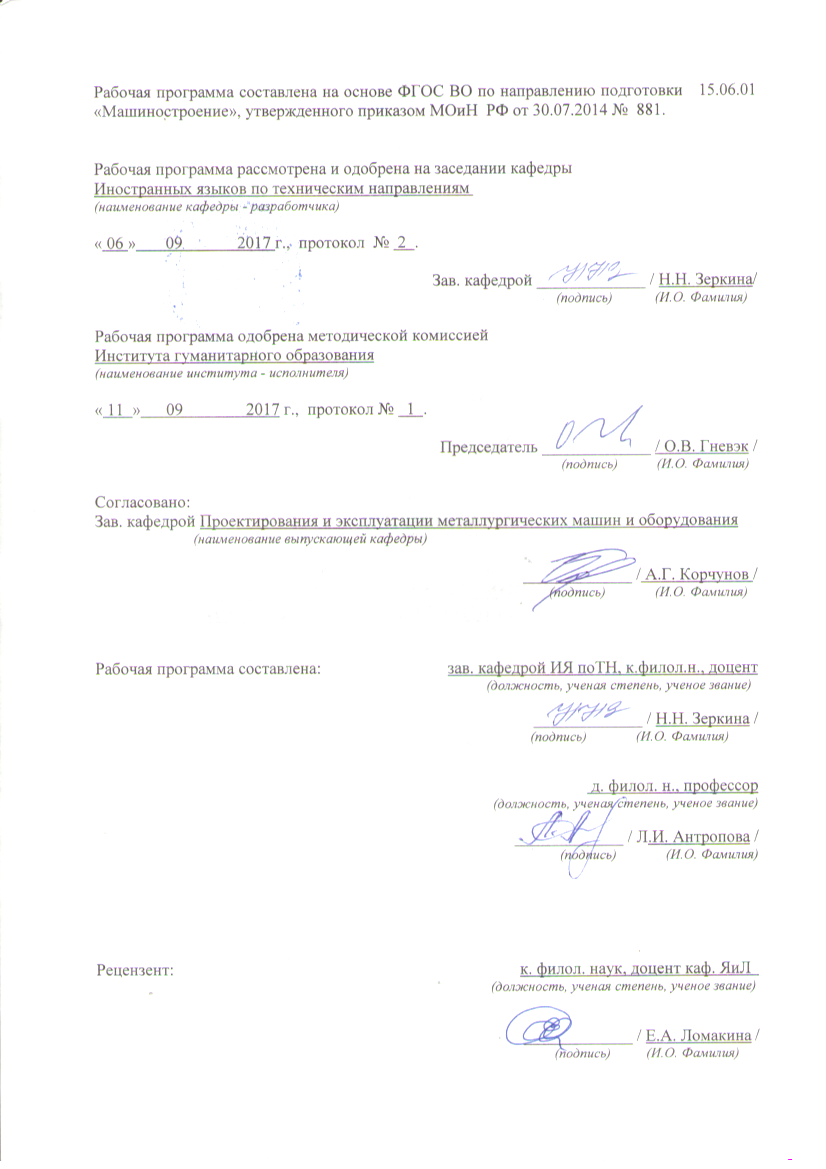 Рабочая программа составлена на основе ФГОС ВО по направлению подготовки 15.06.01
«Машиностроение», утвержденного приказом МОиН РФ от 30.07.2014 № 881.
Рабочая программа рассмотрена и одобрена на заседании кафедры
Иностранных языков по техническим направлениям
(наименование кафедры - разработчика)
« 06 » 09 2017 г., протокол № 2 .
Зав. кафедрой / Н.Н. Зеркина/
(подпись) (И.О. Фамилия)
Рабочая программа одобрена методической комиссией
Института гуманитарного образования
(наименование института - исполнителя)
« 11 » 09 2017 г., протокол № 1 .
Председатель / О.В. Гневэк /
(подпись) (И.О. Фамилия)
Согласовано:
Зав. кафедрой Проектирования и эксплуатации металлургических машин и оборудования
(наименование выпускающей кафедры)
/ А.Г. Корчунов /
(подпись) (И.О. Фамилия)
Рабочая программа составлена: зав. кафедрой ИЯ поТН, к.филол.н., доцент
(должность, ученая степень, ученое звание)
/ Н.Н. Зеркина /
(подпись) (И.О. Фамилия)
д. филол. н., профессор
(должность, ученая степень, ученое звание)
/ Л.И. Антропова /
(подпись) (И.О. Фамилия)
Рецензент: к. филол. наук, доцент каф. ЯиЛ
(должность, ученая степень, ученое звание)
/ Е.А. Ломакина /
(подпись) (И.О. Фамилия)